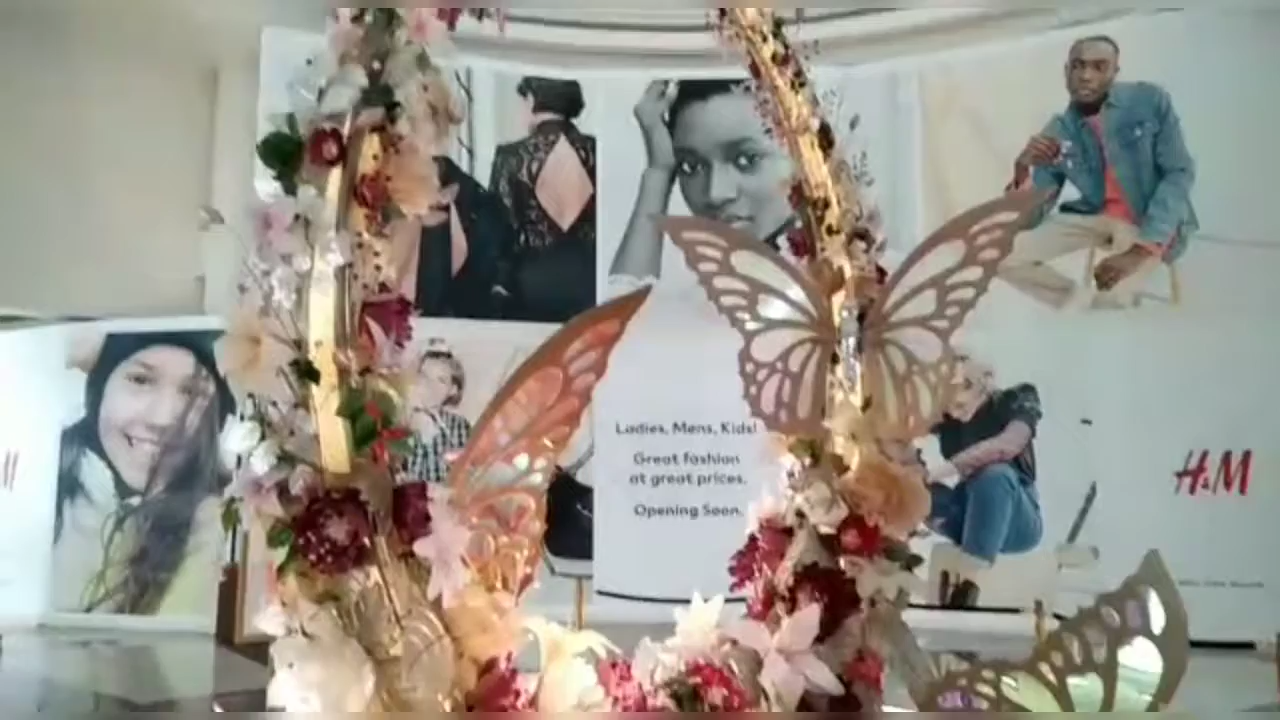 Ladies, Mens, Kids!
Great fashion
at great prices.
Opening Soon.
H&M